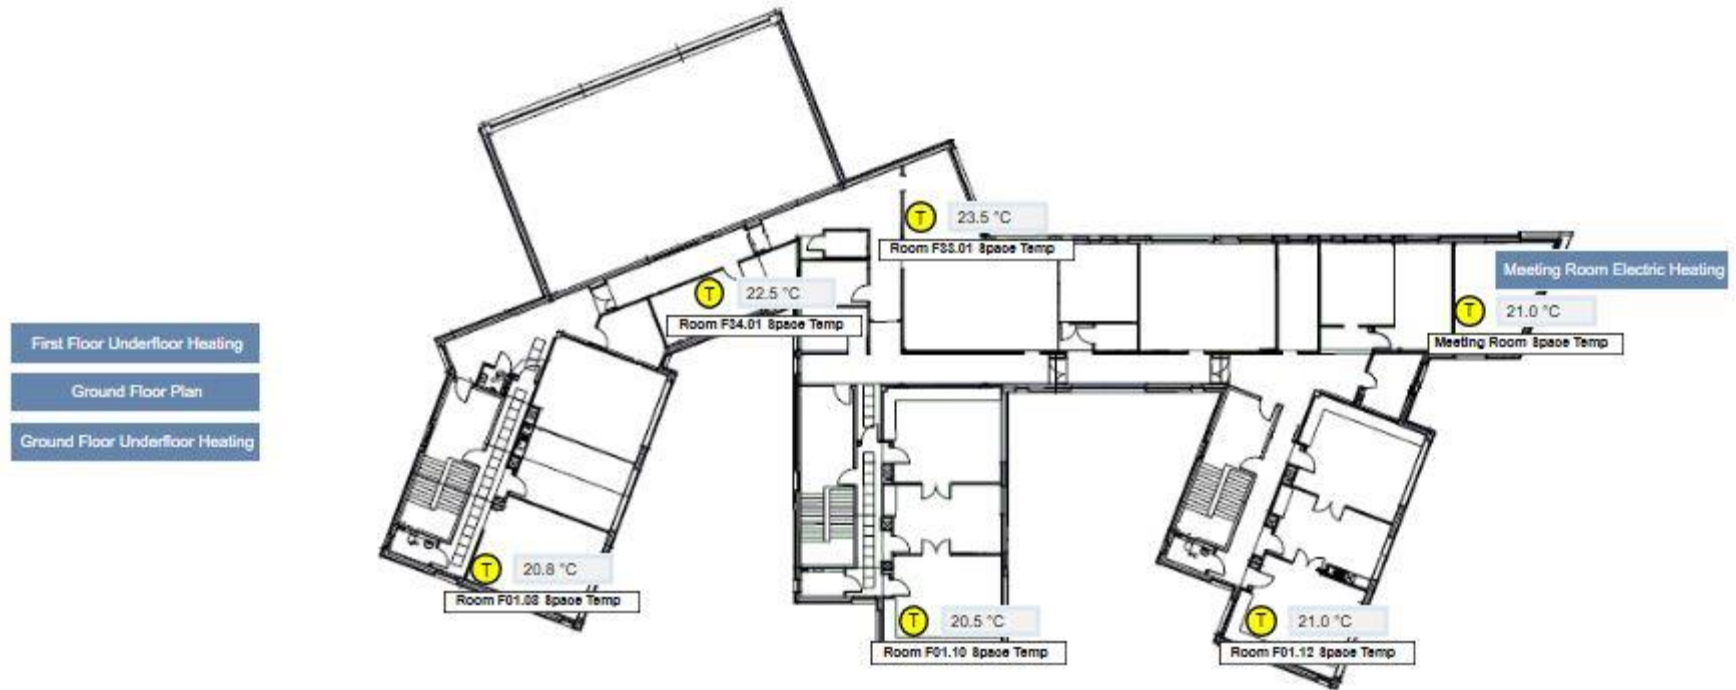 T 23.5 °C
Room F33.01 Space Temp
Meeting Room Electric Heating
T 22.5 °C
Room F34.01 Space Temp
T 21.0 °C
Meeting Room Space Temp
First Floor Underfloor Heating
Ground Floor Plan
Ground Floor Underfloor Heating
T 20.8 °C
Room F01.08 Space Temp
T 20.5 °C
Room F01.10 Space Temp
T 21.0 °C
Room F01.12 Space Temp